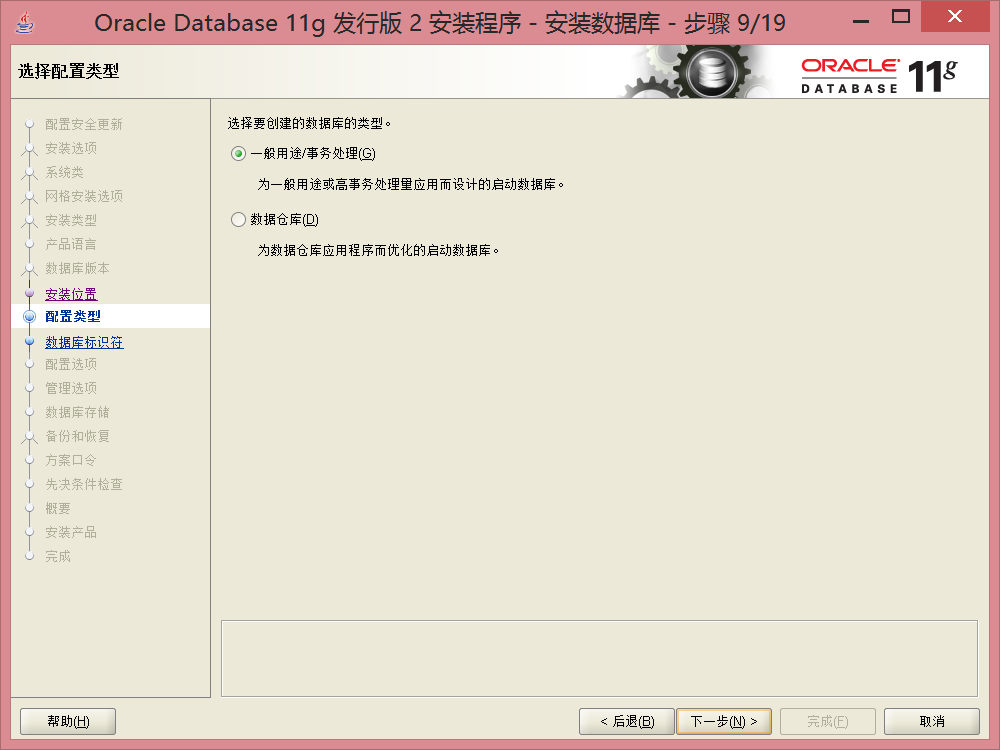 Oracle Database 11g 发行版 2 安装程序 - 安装数据库 - 步骤 9/19
选择配置类型
ORACLE
DATABASE
11g
配置安全更新
安装选项
系统类
网格安装选项
安装类型
产品语言
数据库版本
安装位置
配置类型
数据库标识符
配置选项
管理选项
数据库存储
备份和恢复
方案口令
先决条件检查
概要
安装产品
完成
选择要创建的数据库的类型。
一般用途/事务处理(G)
为一般用途或高事务处理量应用而设计的启动数据库。
数据仓库(D)
为数据仓库应用程序而优化的启动数据库。
帮助(H)
< 后退(B)
下一步(N) >
完成(F)
取消